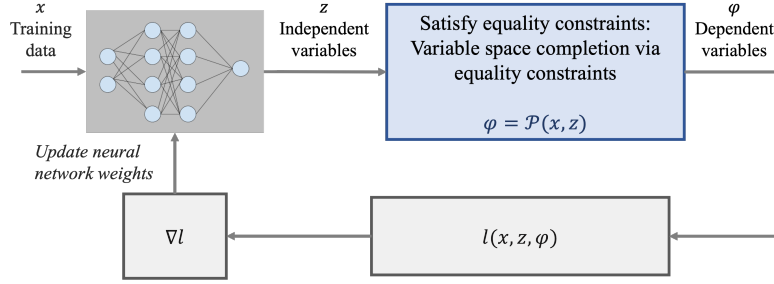 x
Training
data
z
Independent
variables
Satisfy equality constraints:
Variable space completion via
equality constraints
φ = 𝒫(x, z)
φ
Dependent
variables
Update neural
network weights
∇l
l(x, z, φ)